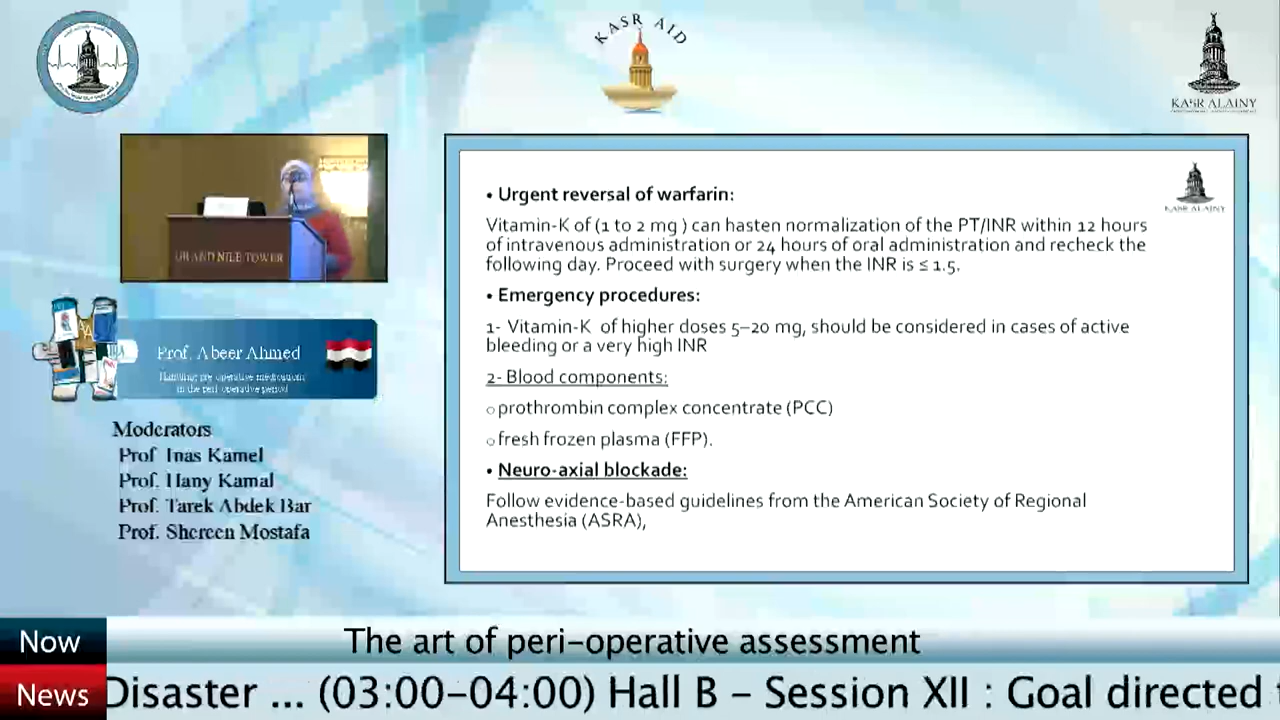 KASR AID
KASR ALAINY
GRAND NILE TOWER
Prof. Abeer Ahmed
Handling pre operative medications
in the peri-operative period
Moderators
Prof. Inas Kamel
Prof. Hany Kamal
Prof. Tarek Abdek Bar
Prof. Shereen Mostafa
KASR ALAINY
• Urgent reversal of warfarin:
Vitamin-K of (1 to 2 mg ) can hasten normalization of the PT/INR within 12 hours
of intravenous administration or 24 hours of oral administration and recheck the
following day. Proceed with surgery when the INR is ≤ 1.5.
• Emergency procedures:
1- Vitamin-K of higher doses 5–20 mg, should be considered in cases of active
bleeding or a very high INR
2- Blood components:
○ prothrombin complex concentrate (PCC)
○ fresh frozen plasma (FFP).
• Neuro-axial blockade:
Follow evidence-based guidelines from the American Society of Regional
Anesthesia (ASRA),
Now The art of peri-operative assessment
News Disaster ... (03:00-04:00) Hall B - Session XII : Goal directed